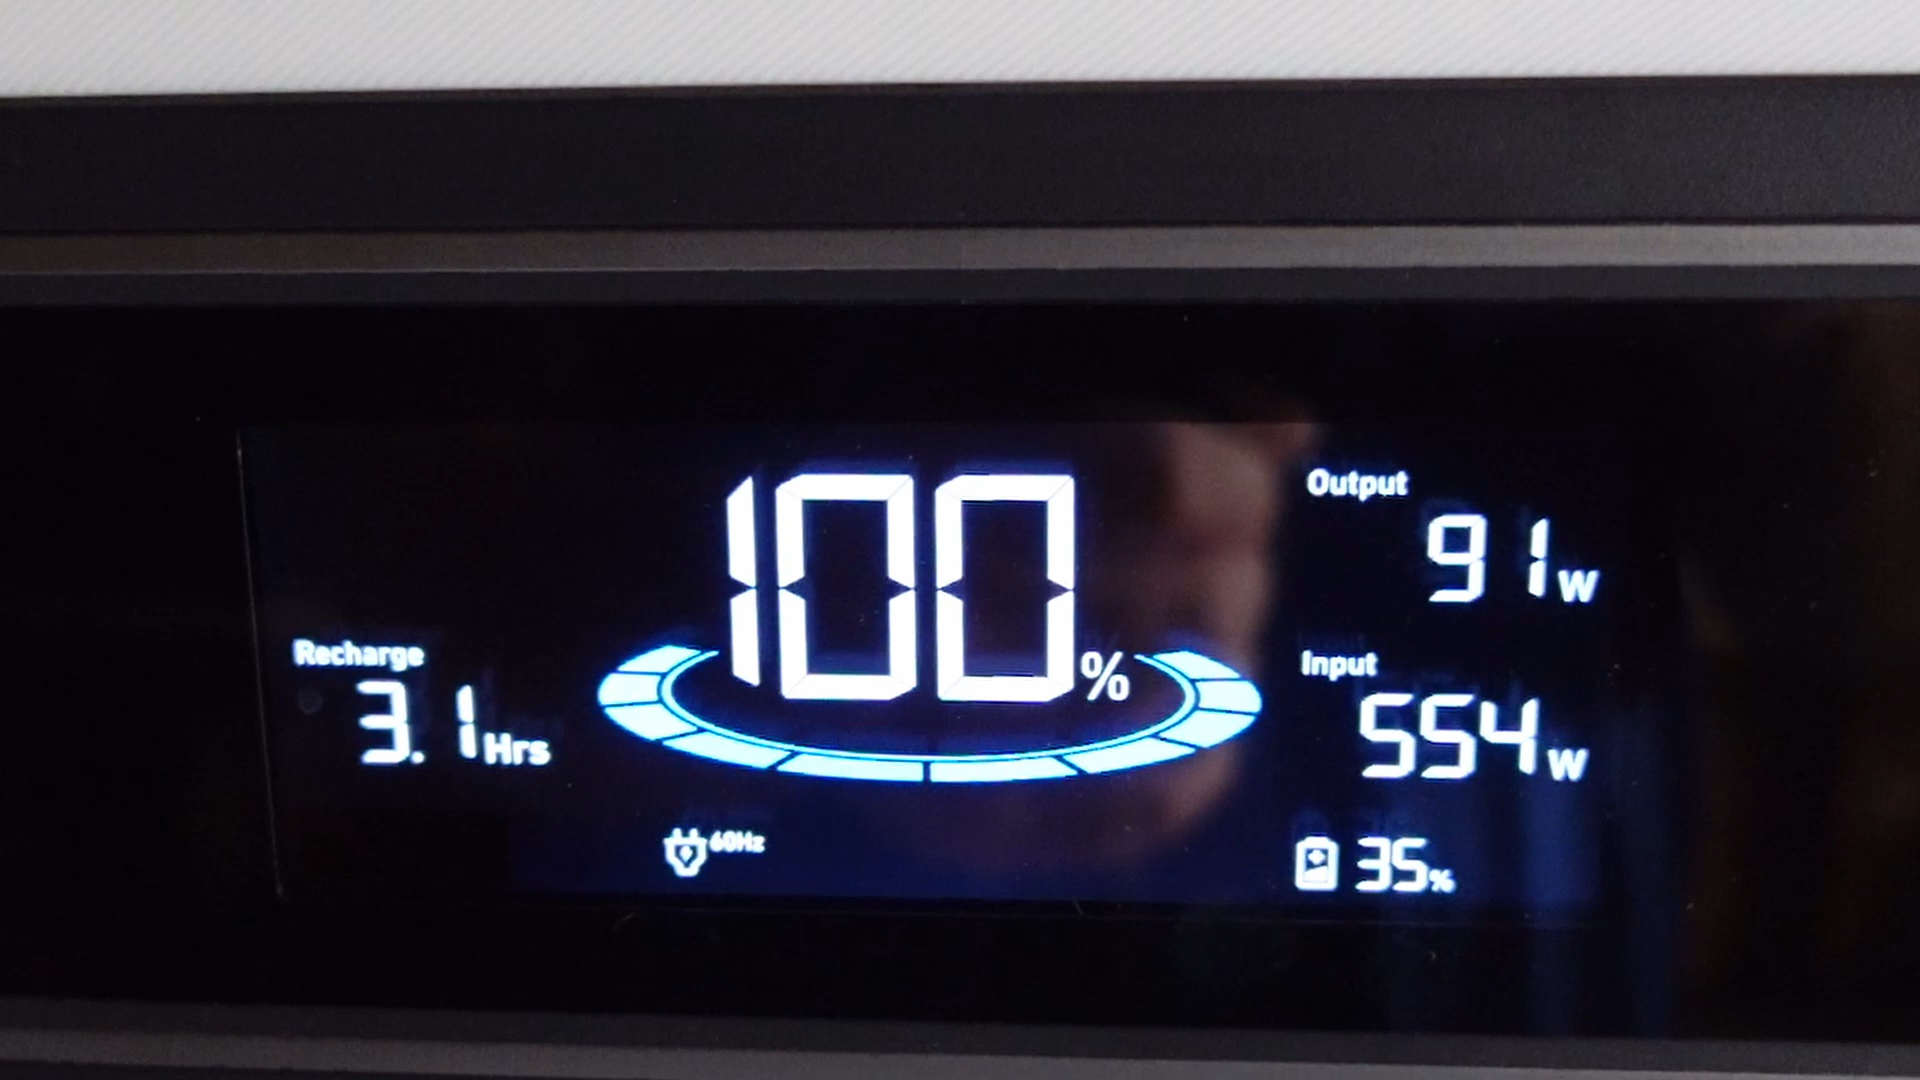 100%
Output
91W
Recharge
3.1Hrs
Input
554W
60Hz
35%